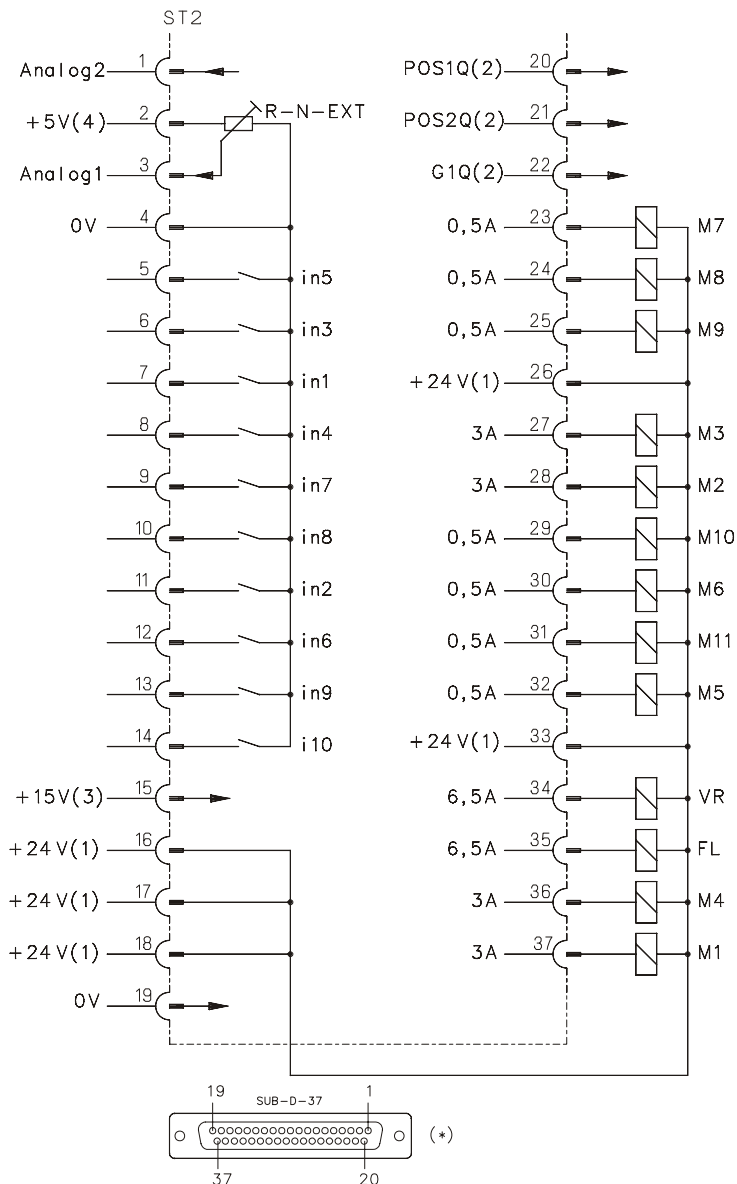 ST2
Analog2 1
+5V(4) 2 R-N-EXT
Analog1 3
0V 4
5 in5
6 in3
7 in1
8 in4
9 in7
10 in8
11 in2
12 in6
13 in9
14 i10
+15V(3) 15
+24V(1) 16
+24V(1) 17
+24V(1) 18
0V 19
POS1Q(2) 20
POS2Q(2) 21
G1Q(2) 22
0,5A 23 M7
0,5A 24 M8
0,5A 25 M9
+24V(1) 26
3A 27 M3
3A 28 M2
0,5A 29 M10
0,5A 30 M6
0,5A 31 M11
0,5A 32 M5
+24V(1) 33
6,5A 34 VR
6,5A 35 FL
3A 36 M4
3A 37 M1
19 SUB-D-37 1
(*)
37 20